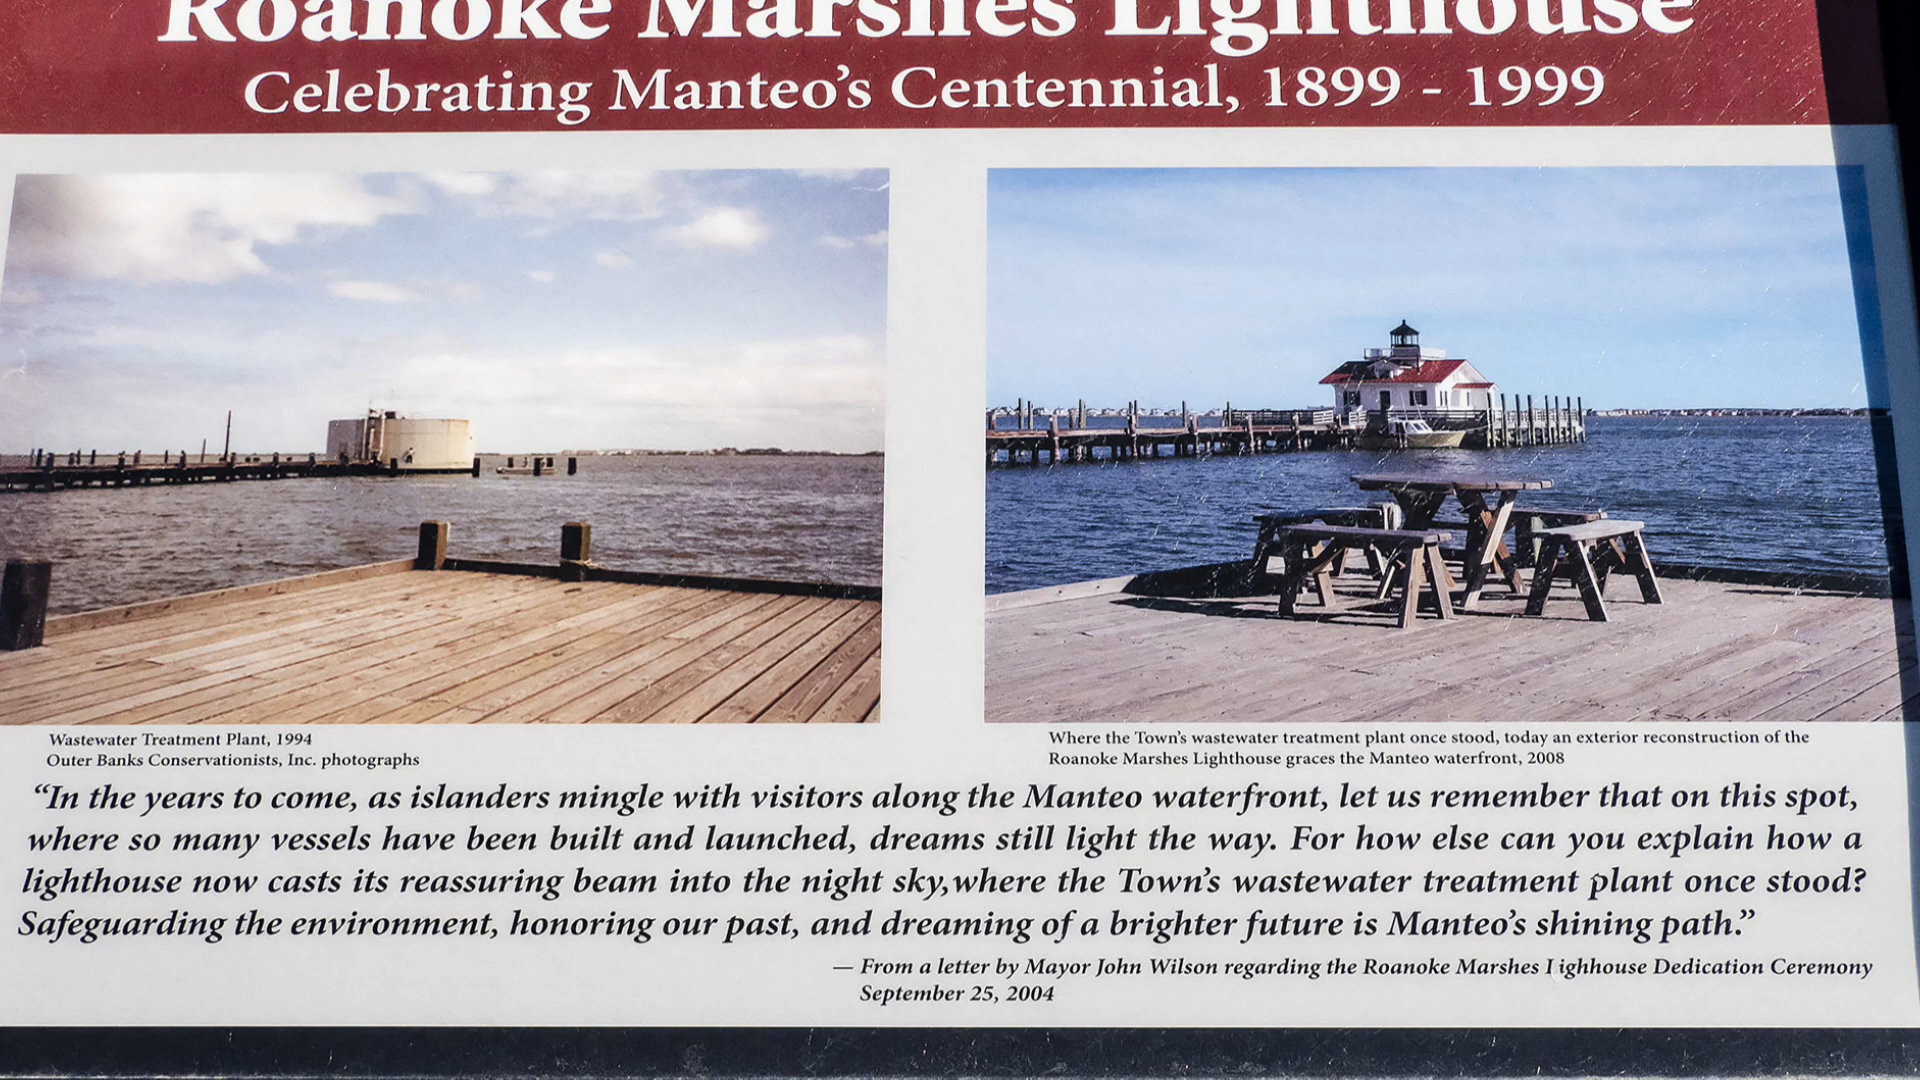 Roanoke Marshes Lighthouse
Celebrating Manteo's Centennial, 1899 - 1999
Wastewater Treatment Plant, 1994
Outer Banks Conservationists, Inc. photographs
Where the Town's wastewater treatment plant once stood, today an exterior reconstruction of the
Roanoke Marshes Lighthouse graces the Manteo waterfront, 2008
“In the years to come, as islanders mingle with visitors along the Manteo waterfront, let us remember that on this spot,
where so many vessels have been built and launched, dreams still light the way. For how else can you explain how a
lighthouse now casts its reassuring beam into the night sky,where the Town's wastewater treatment plant once stood?
Safeguarding the environment, honoring our past, and dreaming of a brighter future is Manteo's shining path.”
— From a letter by Mayor John Wilson regarding the Roanoke Marshes Lighhouse Dedication Ceremony
September 25, 2004